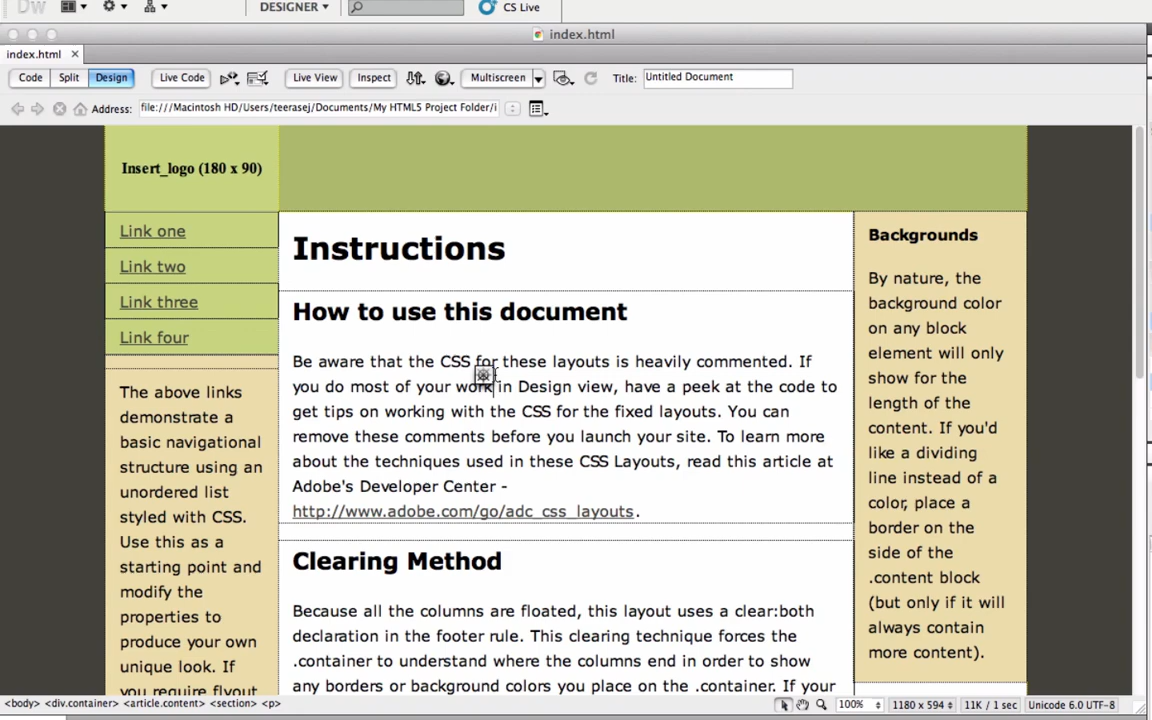 Dw
DESIGNER
CS Live
index.html
index.html
Code Split Design Live Code Live View Inspect Multiscreen Title: Untitled Document
Address: file:///Macintosh HD/Users/teerasej/Documents/My HTML5 Project Folder/i
Insert_logo (180 x 90)
Link one
Link two
Link three
Link four
The above links
demonstrate a
basic navigational
structure using an
unordered list
styled with CSS.
Use this as a
starting point and
modify the
properties to
produce your own
unique look. If
you require flyout
Instructions
How to use this document
Be aware that the CSS for these layouts is heavily commented. If
you do most of your work in Design view, have a peek at the code to
get tips on working with the CSS for the fixed layouts. You can
remove these comments before you launch your site. To learn more
about the techniques used in these CSS Layouts, read this article at
Adobe's Developer Center -
http://www.adobe.com/go/adc_css_layouts.
Clearing Method
Because all the columns are floated, this layout uses a clear:both
declaration in the footer rule. This clearing technique forces the
.container to understand where the columns end in order to show
any borders or background colors you place on the .container. If your
Backgrounds
By nature, the
background color
on any block
element will only
show for the
length of the
content. If you'd
like a dividing
line instead of a
color, place a
border on the
side of the
.content block
(but only if it will
always contain
more content).
<body> <div.container> <article.content> <section> <p>
100% 1180 x 594 11K / 1 sec Unicode 6.0 UTF-8